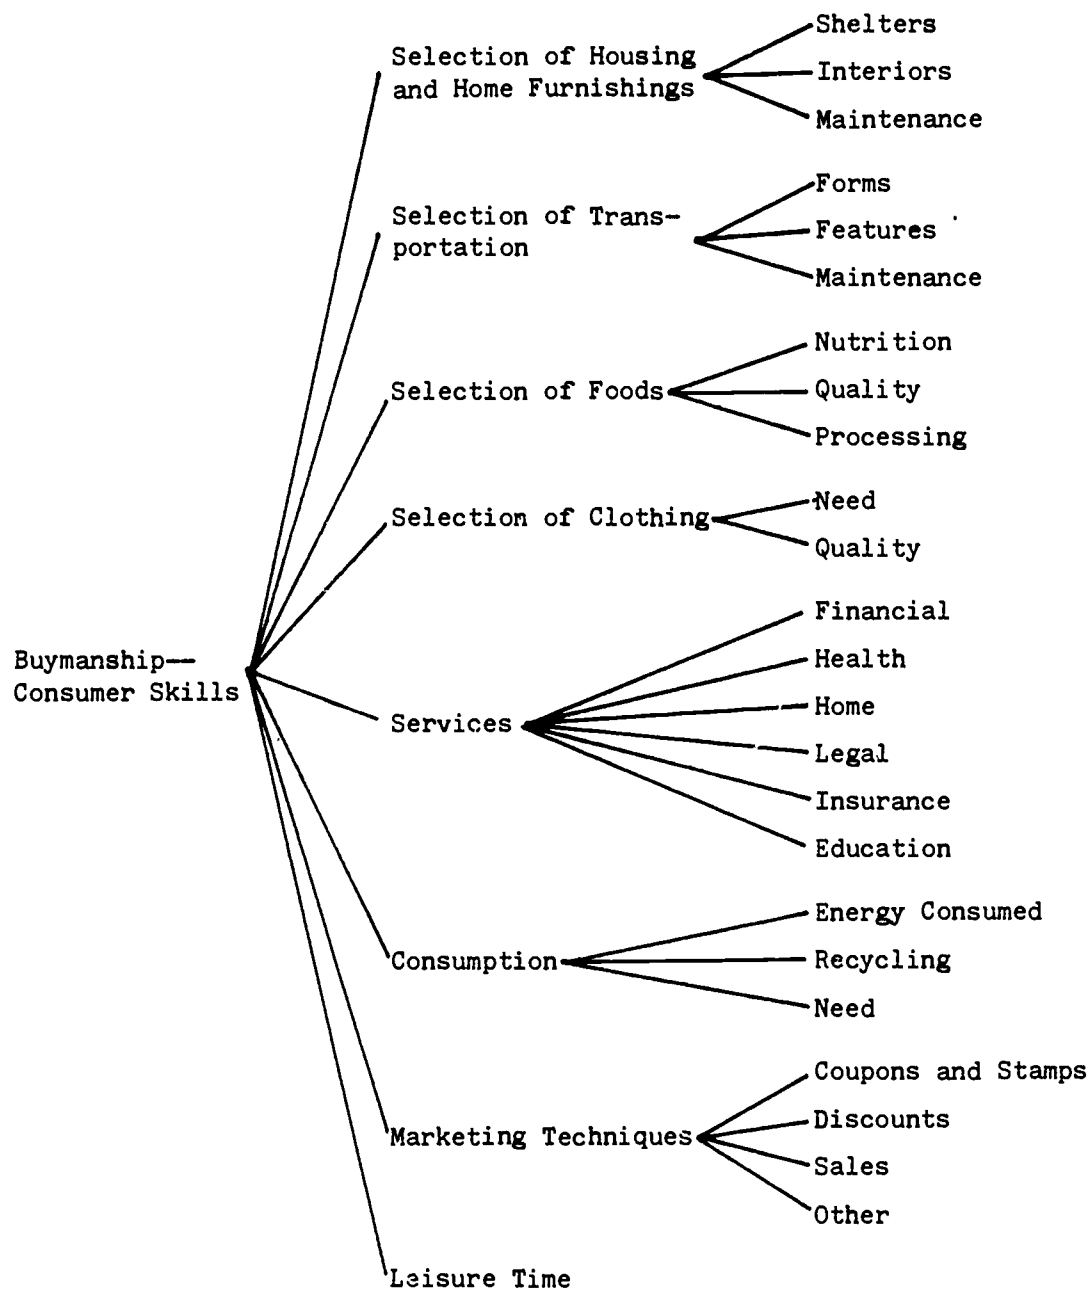 Shelters
Selection of Housing
and Home Furnishings
Interiors
Maintenance
Forms
Selection of Trans-
portation
Features
Maintenance
Nutrition
Selection of Foods
Quality
Processing
Need
Selection of Clothing
Quality
Financial
Buymanship—
Consumer Skills
Health
Home
Services
Legal
Insurance
Education
Energy Consumed
Consumption
Recycling
Need
Coupons and Stamps
Discounts
Marketing Techniques
Sales
Other
Leisure Time